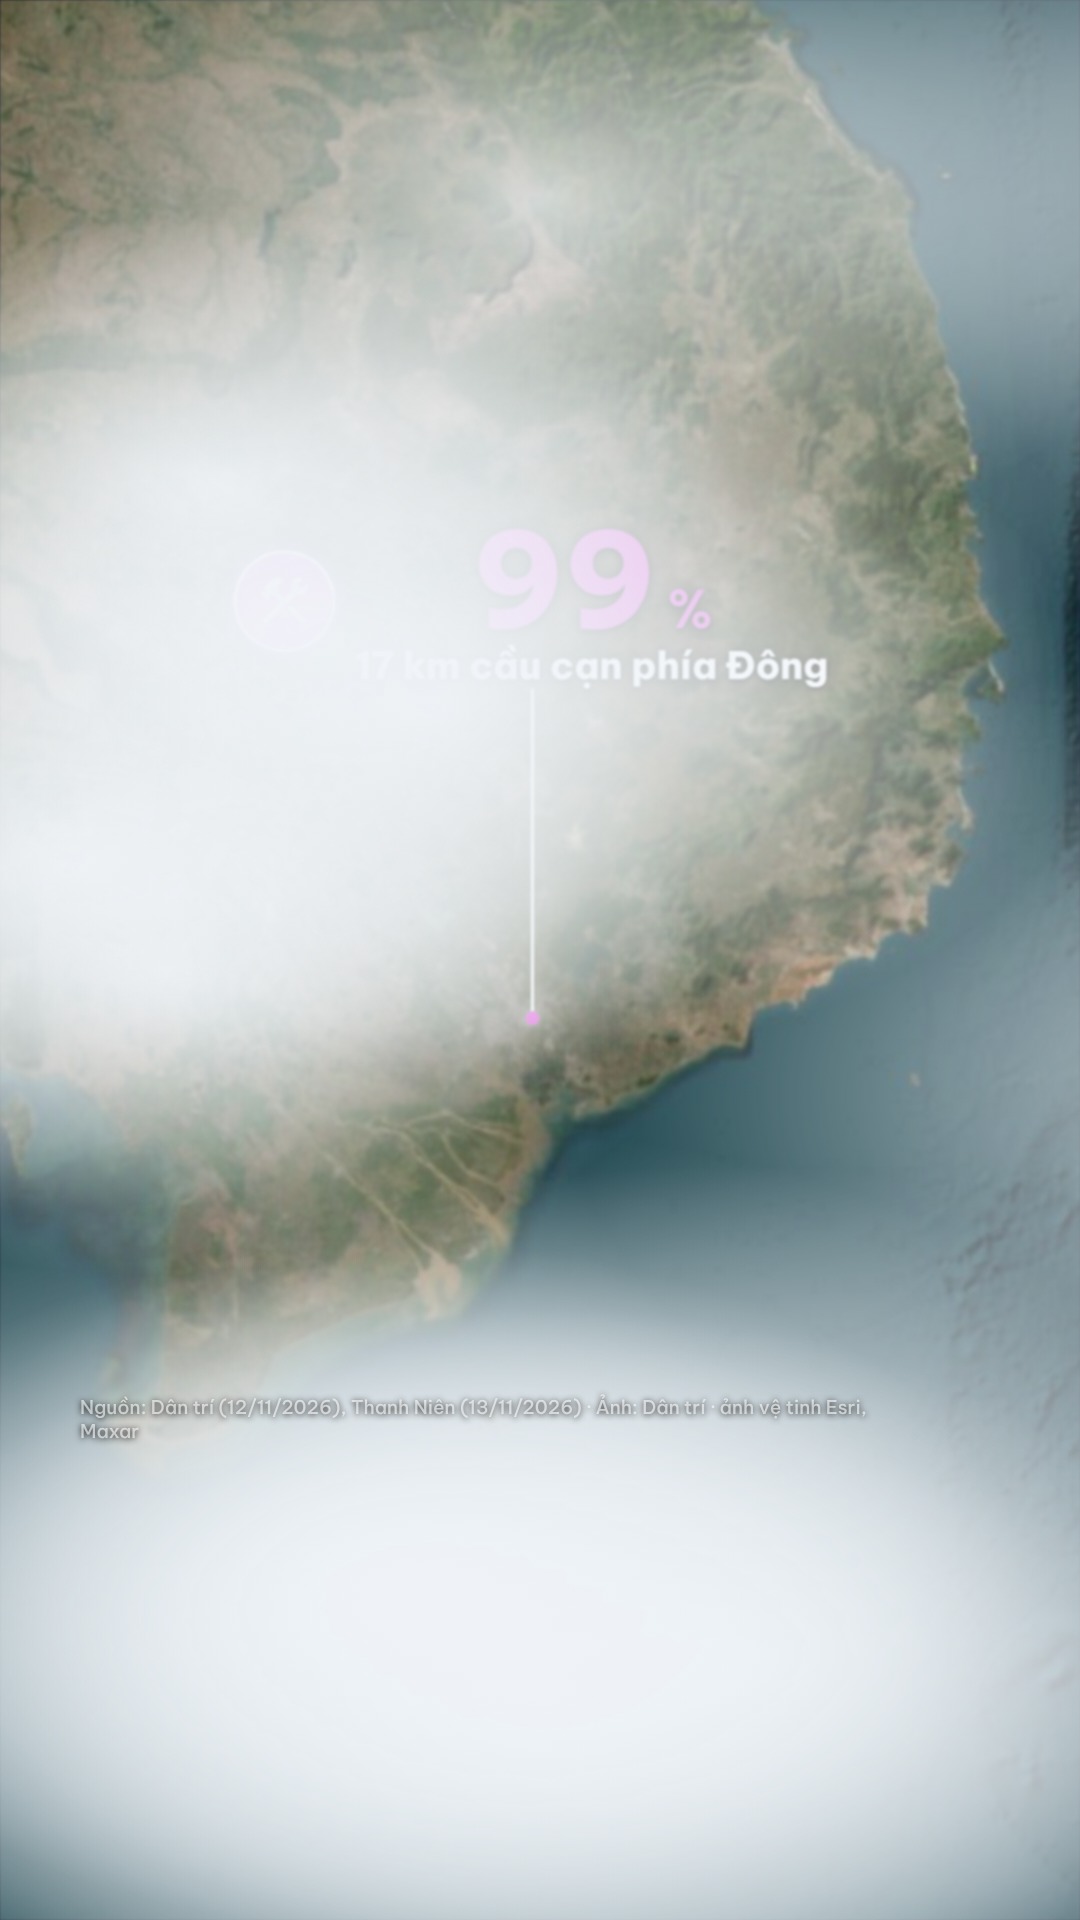 99 %
17 km cầu cạn phía Đông
Nguồn: Dân trí (12/11/2026), Thanh Niên (13/11/2026) · Ảnh: Dân trí · ảnh vệ tinh Esri,
Maxar